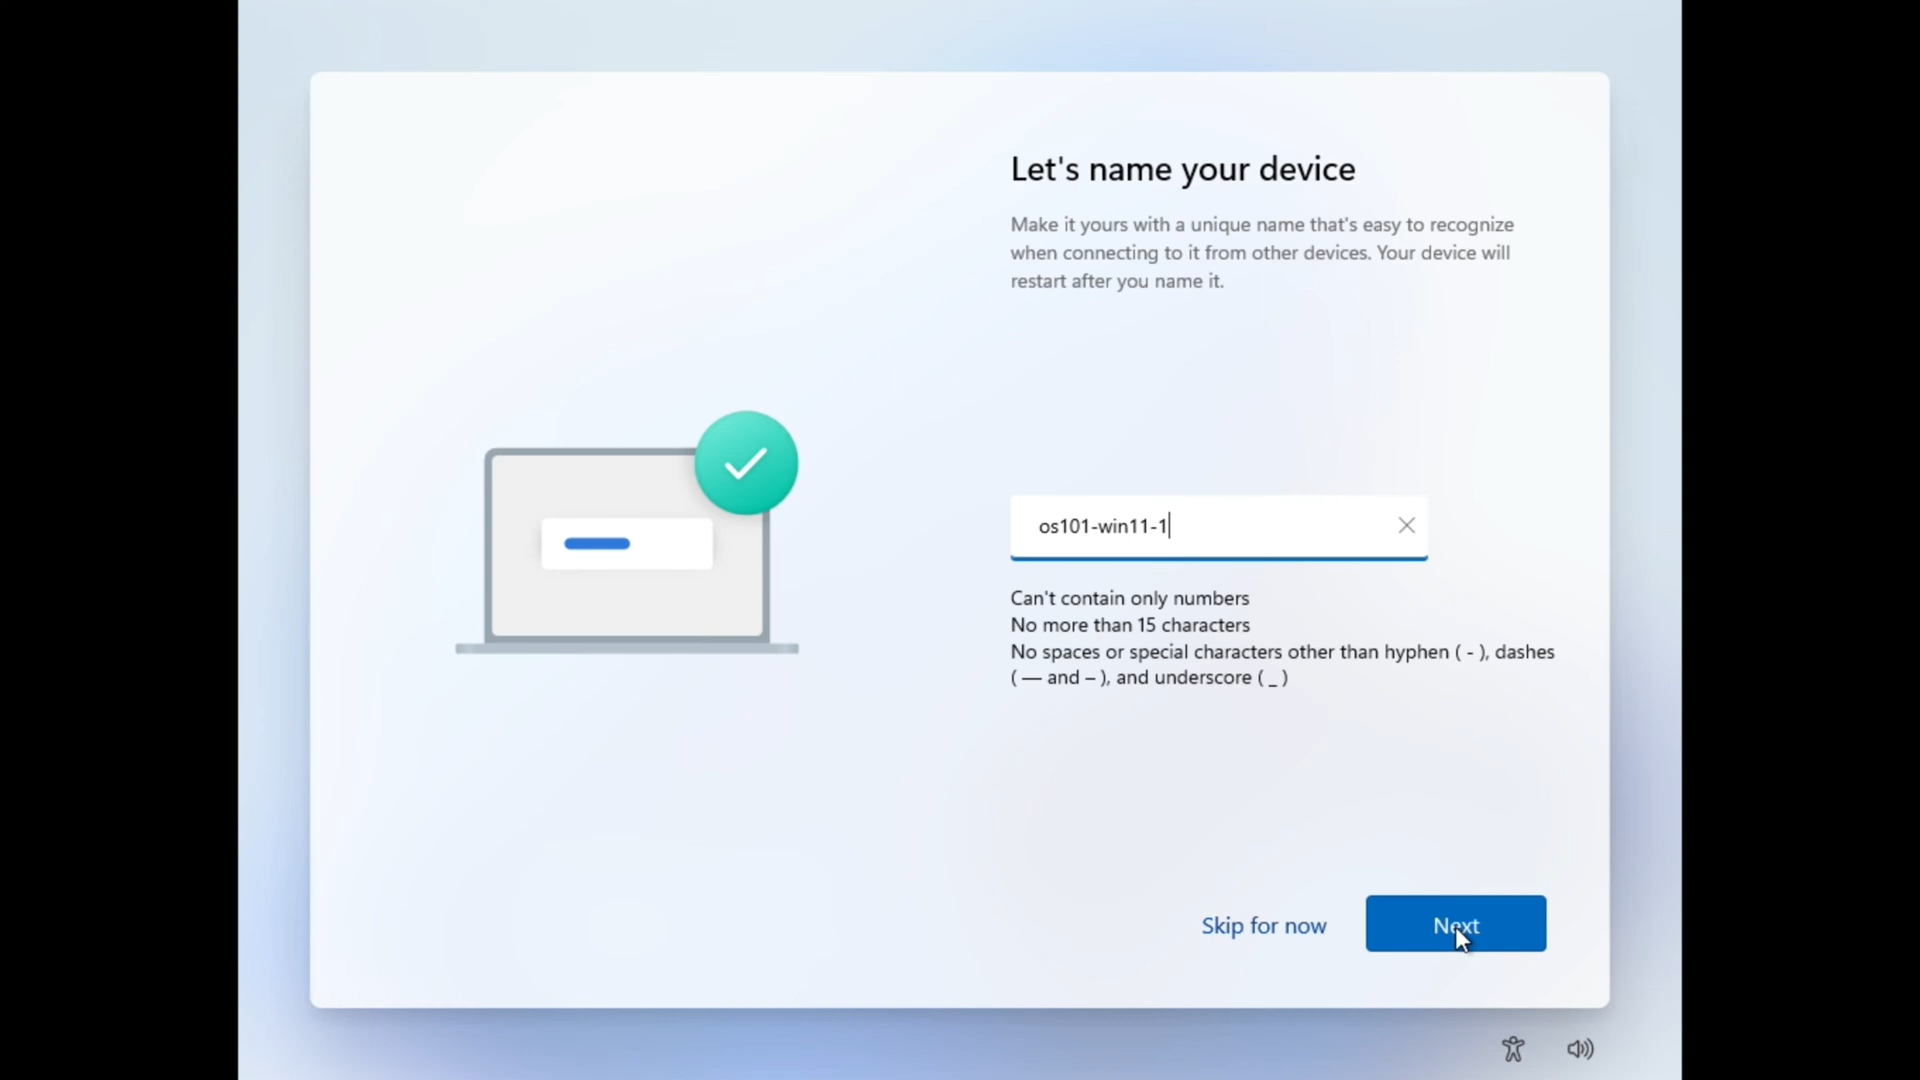 Let's name your device
Make it yours with a unique name that's easy to recognize
when connecting to it from other devices. Your device will
restart after you name it.
os101-win11-1
Can't contain only numbers
No more than 15 characters
No spaces or special characters other than hyphen ( - ), dashes
( — and – ), and underscore ( _ )
Skip for now
Next